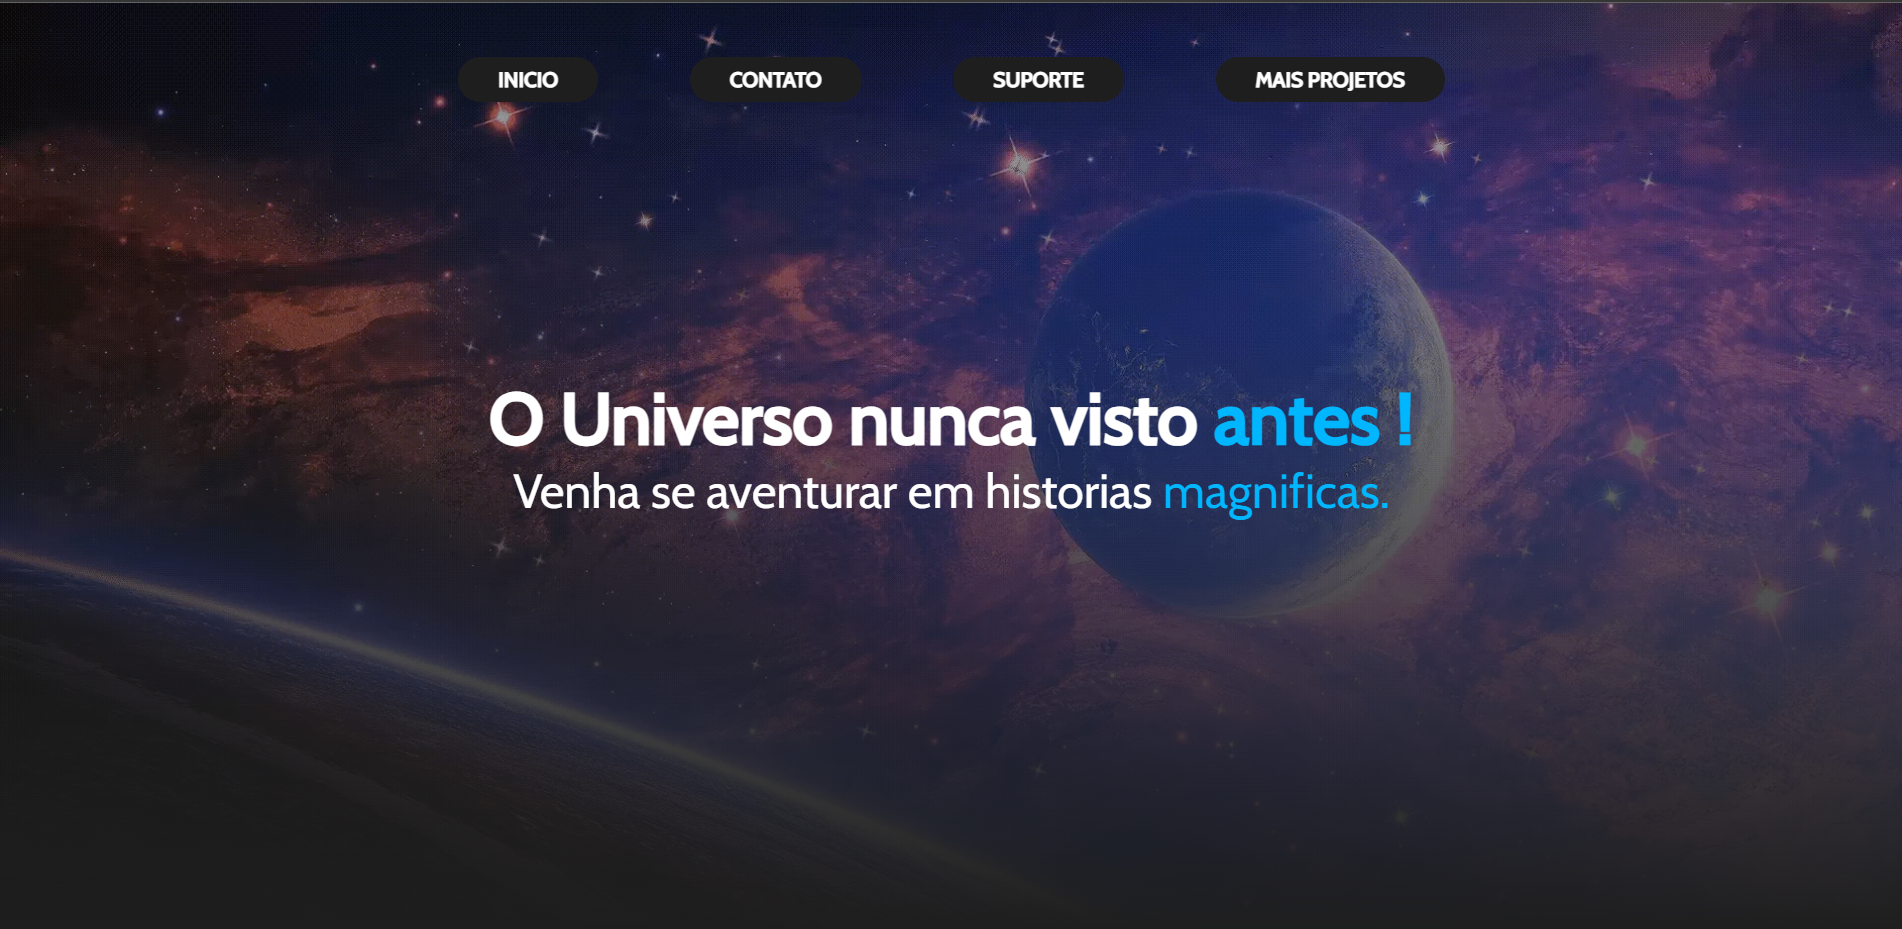 INICIO CONTATO SUPORTE MAIS PROJETOS
O Universo nunca visto antes !
Venha se aventurar em historias magnificas.